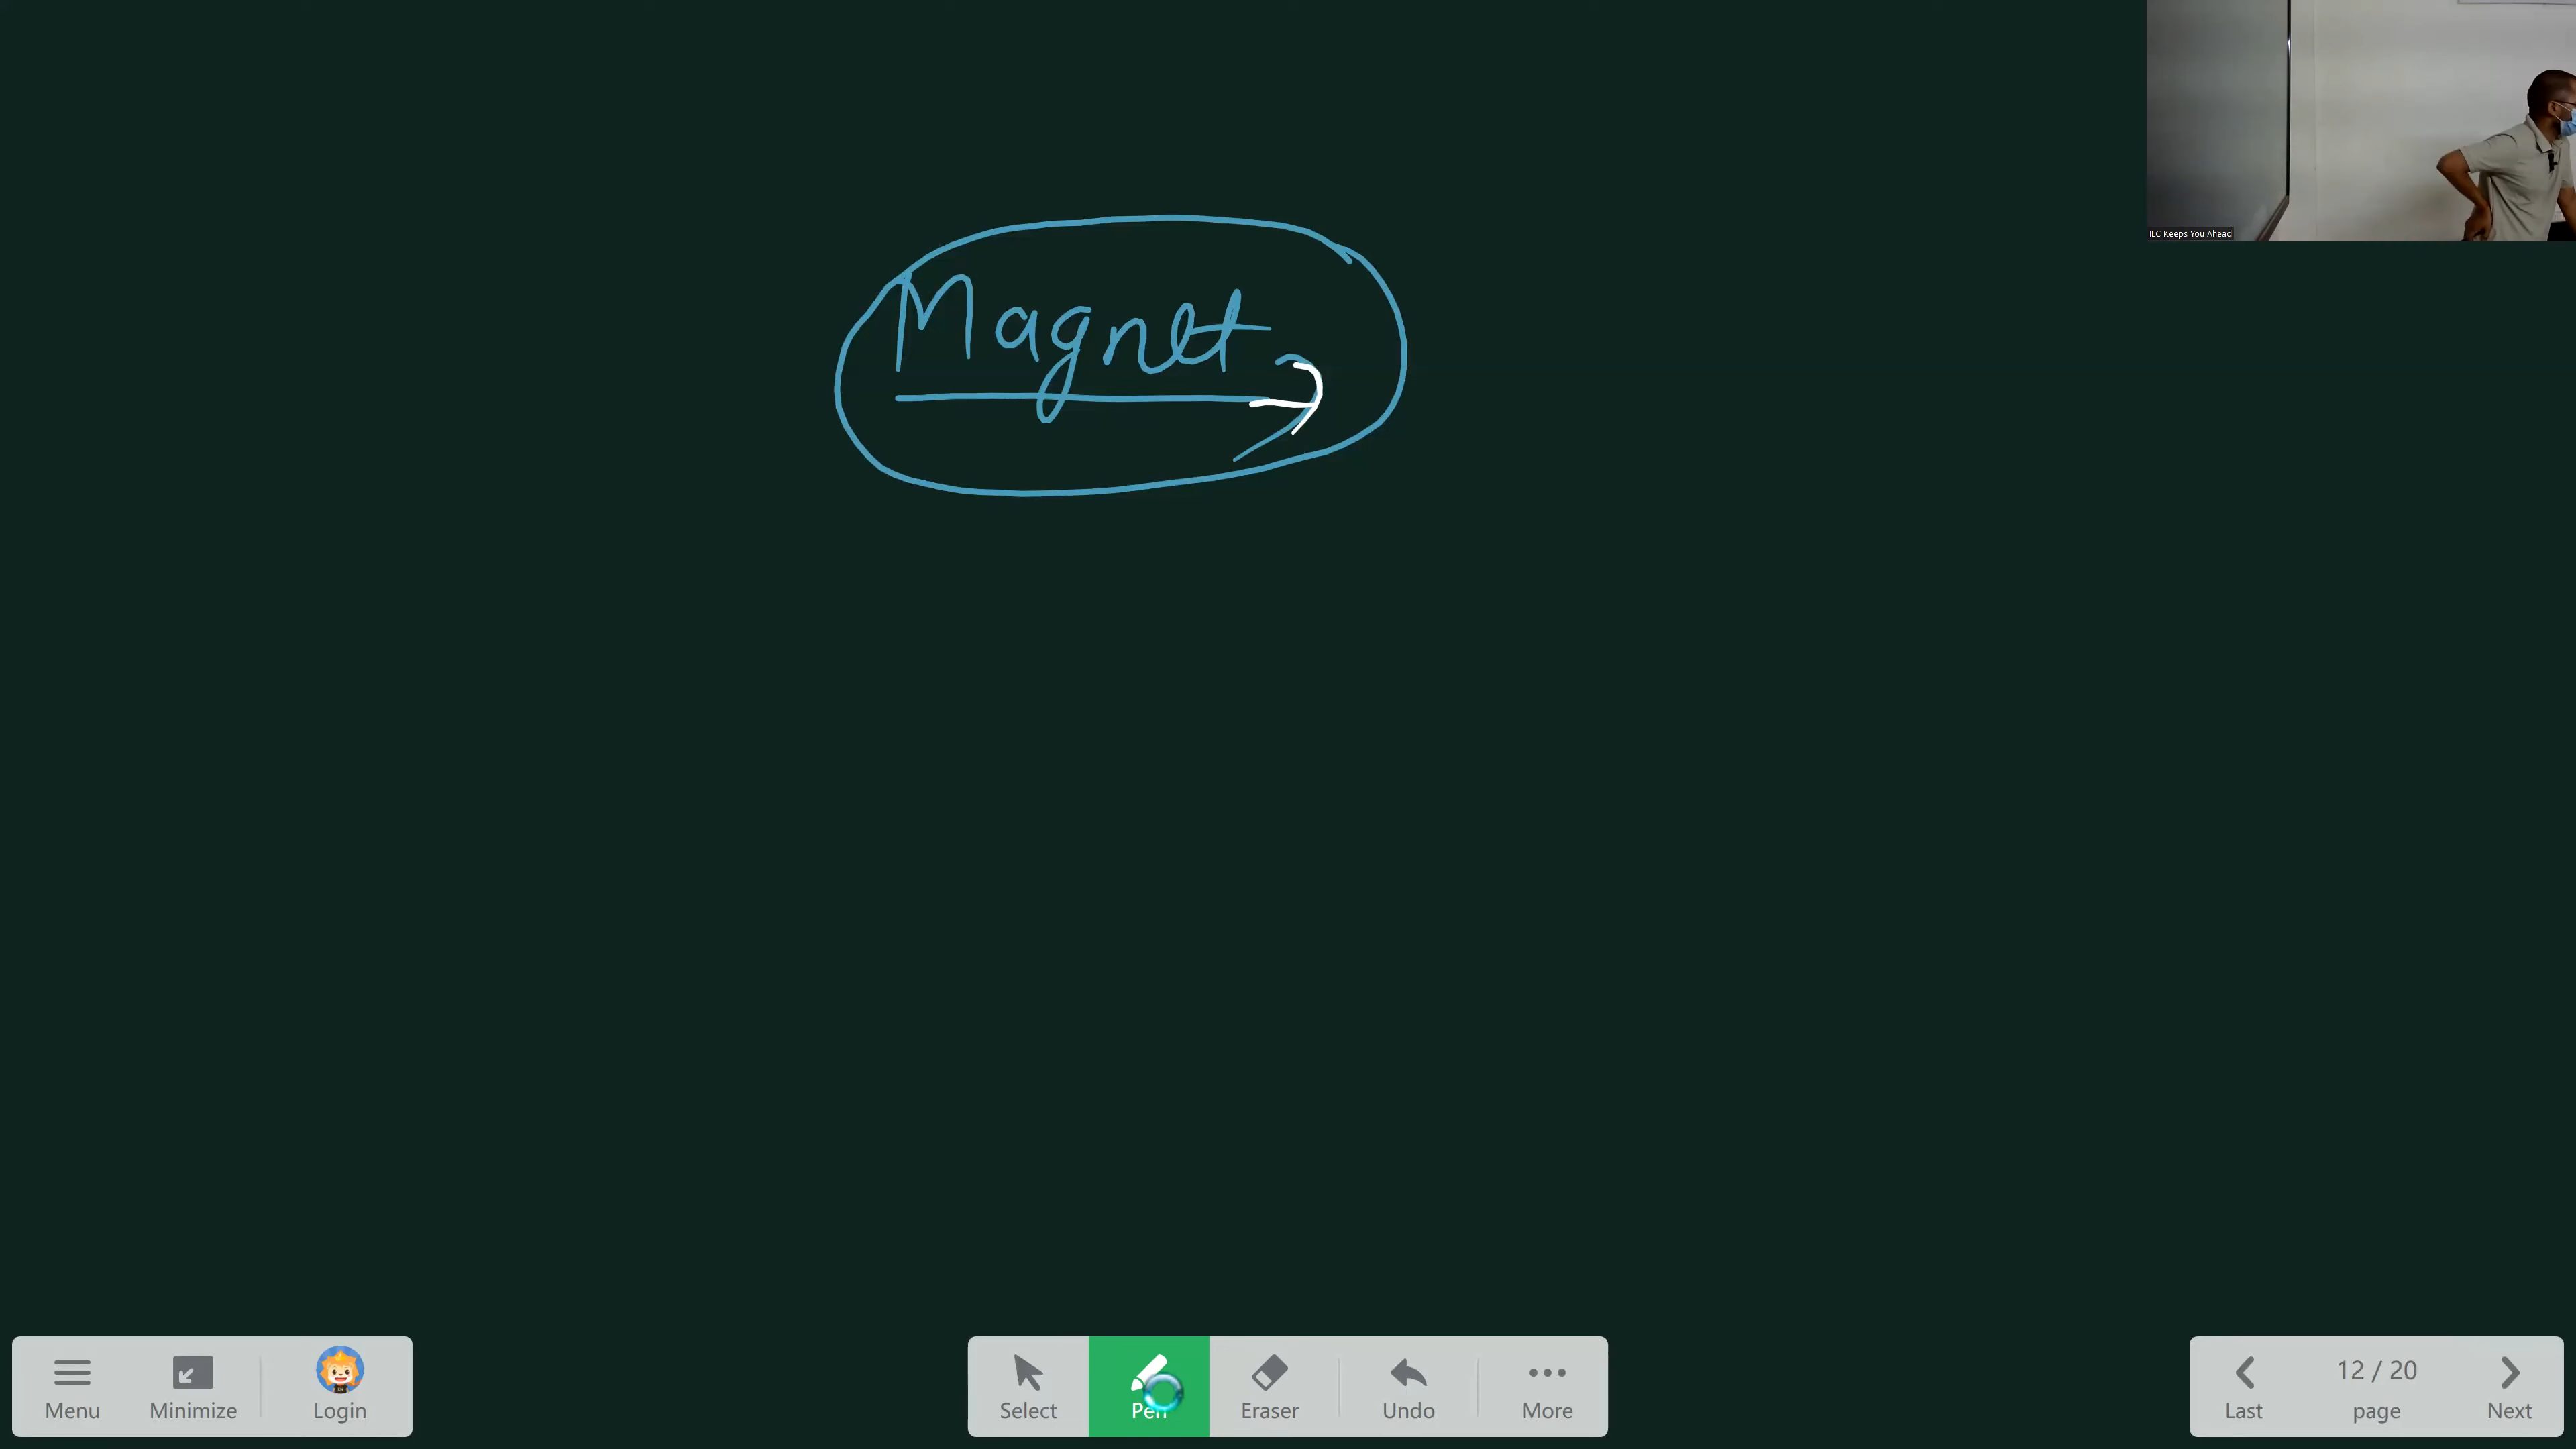 ILC Keeps You Ahead
Magnet
Menu
Minimize
Login
Select
Pen
Eraser
Undo
More
Last
12 / 20
page
Next